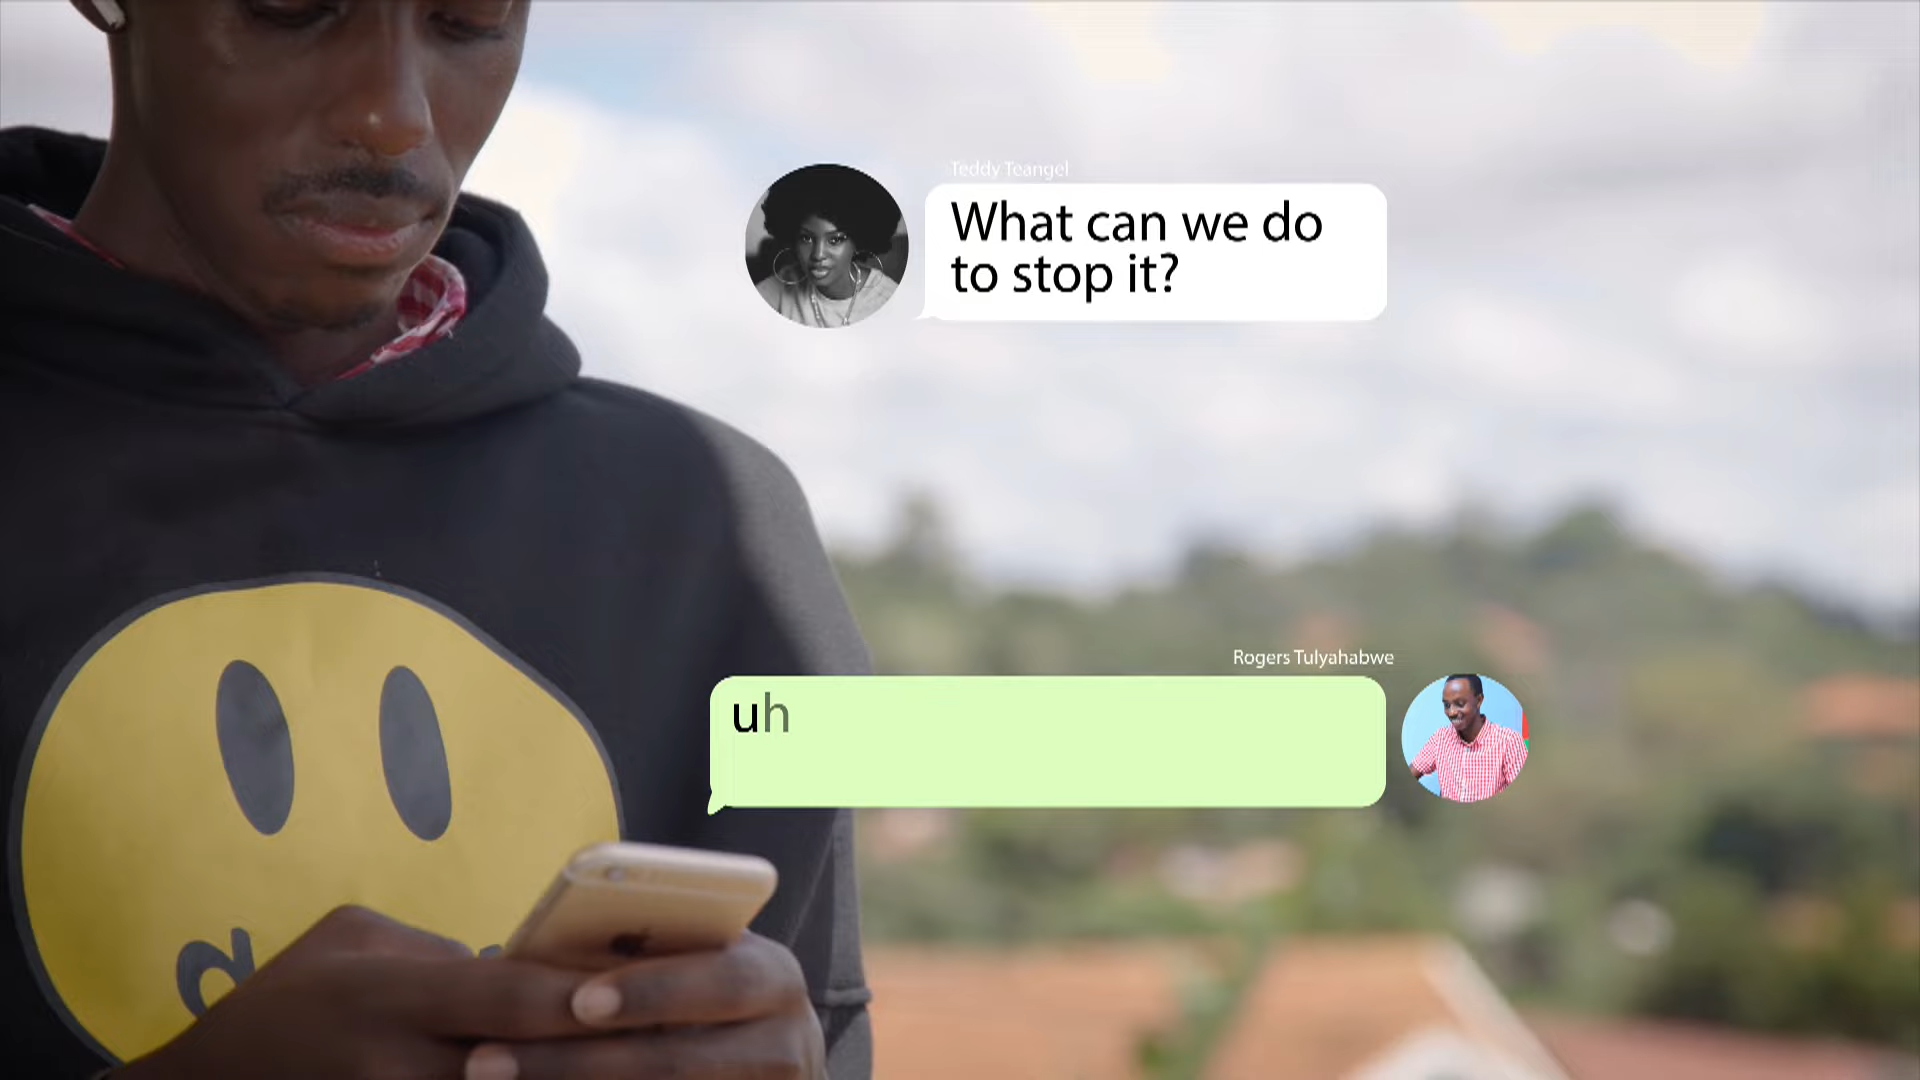 Teddy Teangel
What can we do
to stop it?
Rogers Tulyahabwe
uh